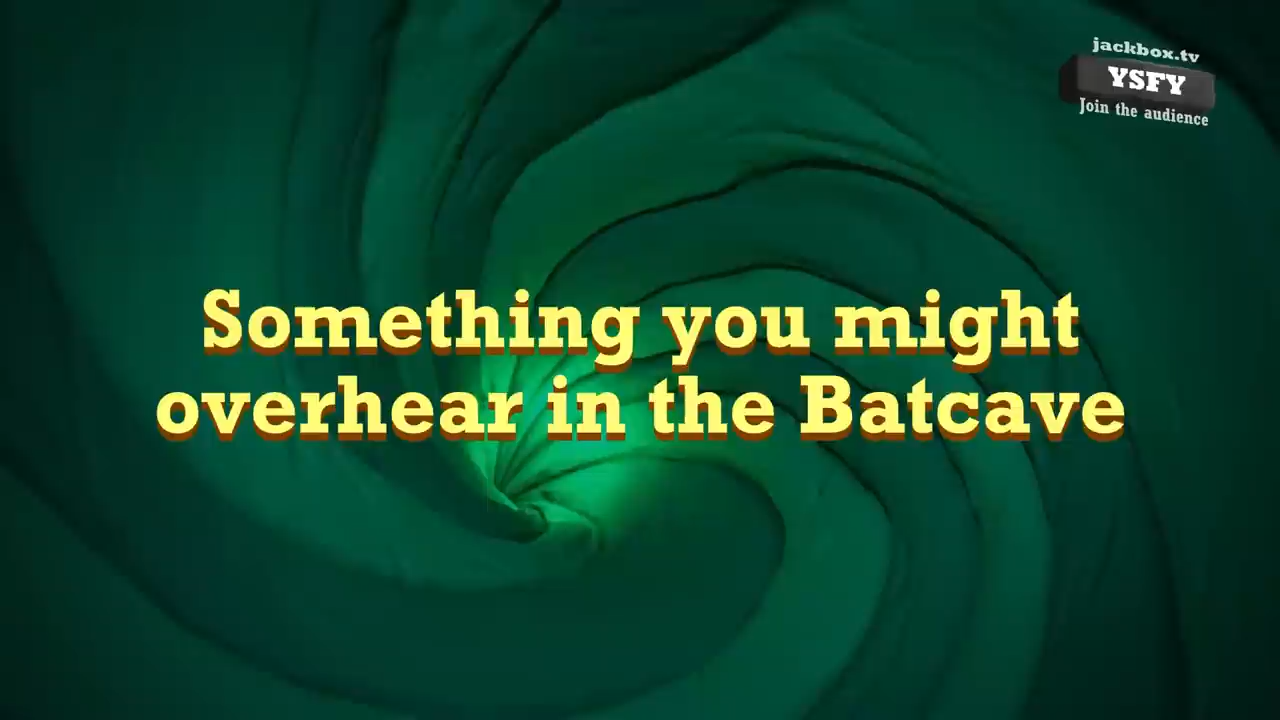 jackbox.tv
YSFY
Join the audience
Something you might
overhear in the Batcave